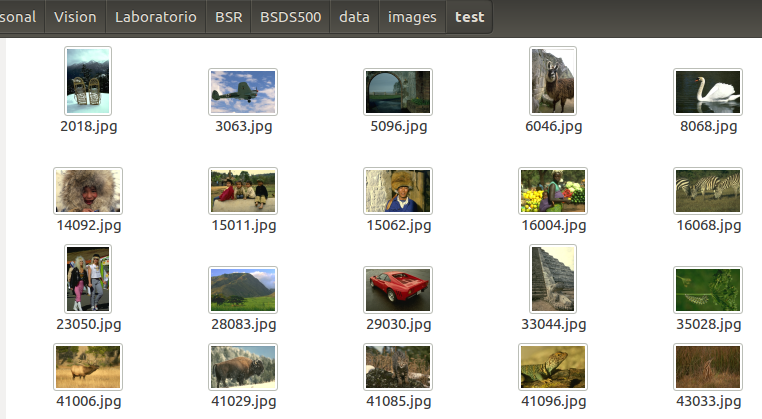 sonal Vision Laboratorio BSR BSDS500 data images test
2018.jpg 3063.jpg 5096.jpg 6046.jpg 8068.jpg
14092.jpg 15011.jpg 15062.jpg 16004.jpg 16068.jpg
23050.jpg 28083.jpg 29030.jpg 33044.jpg 35028.jpg
41006.jpg 41029.jpg 41085.jpg 41096.jpg 43033.jpg